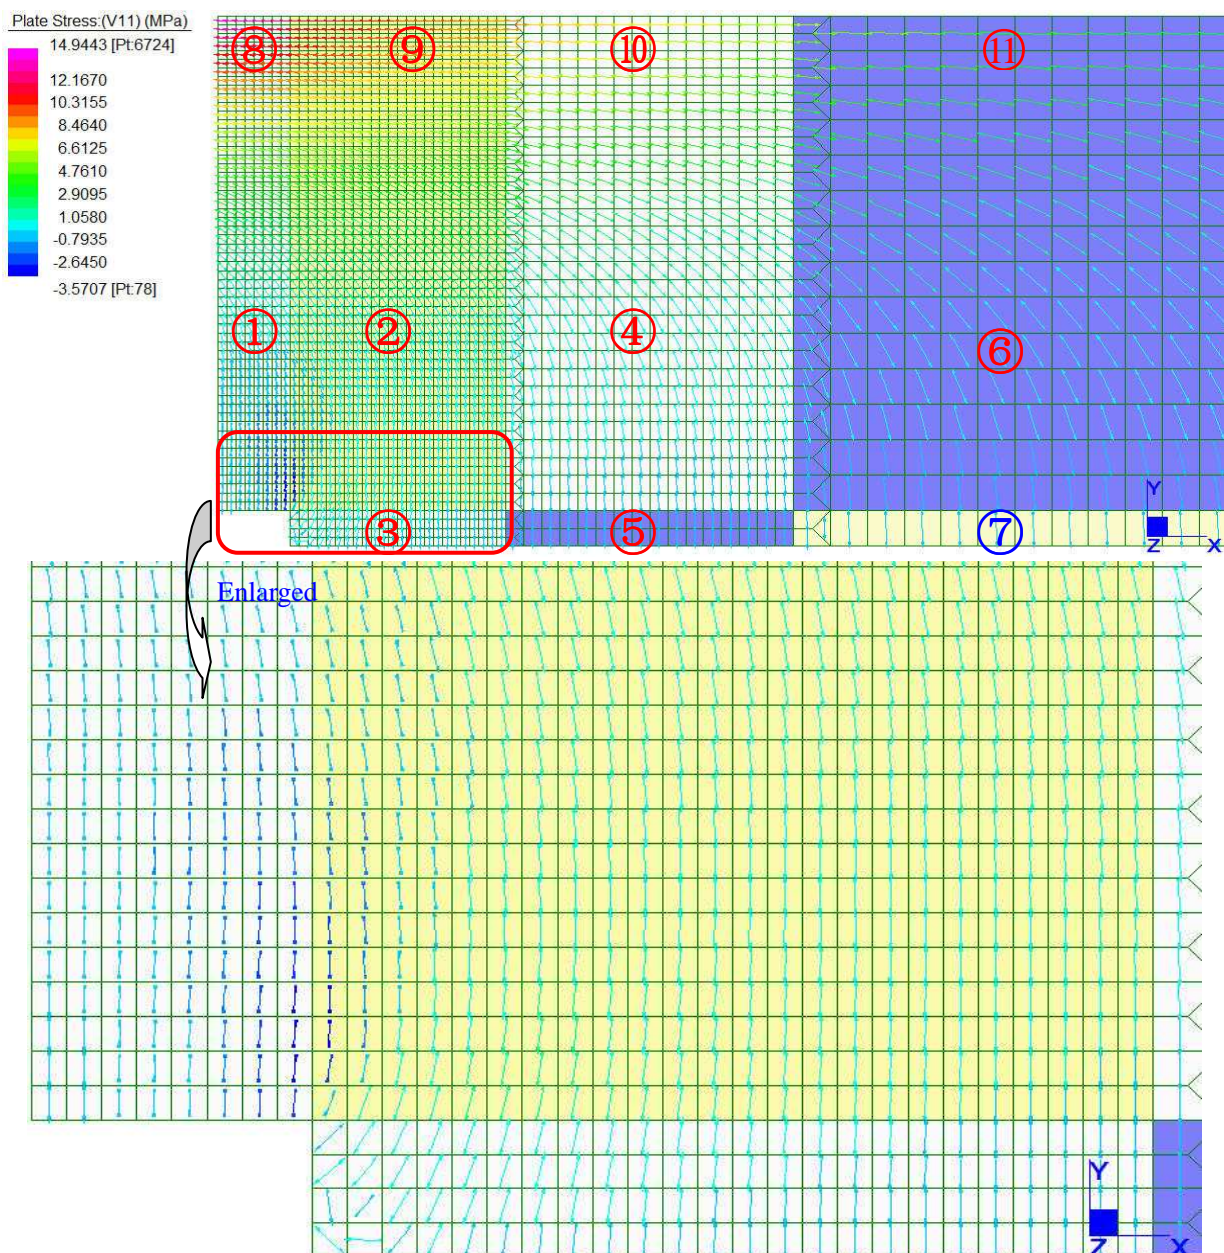 Plate Stress:(V11) (MPa)
14.9443 [Pt:6724]
12.1670
10.3155
8.4640
6.6125
4.7610
2.9095
1.0580
-0.7935
-2.6450
-3.5707 [Pt:78]
⑧ ⑨ ⑩ ⑪
① ② ④ ⑥
③ ⑤ ⑦
Y
Z X
Enlarged
Y
Z X